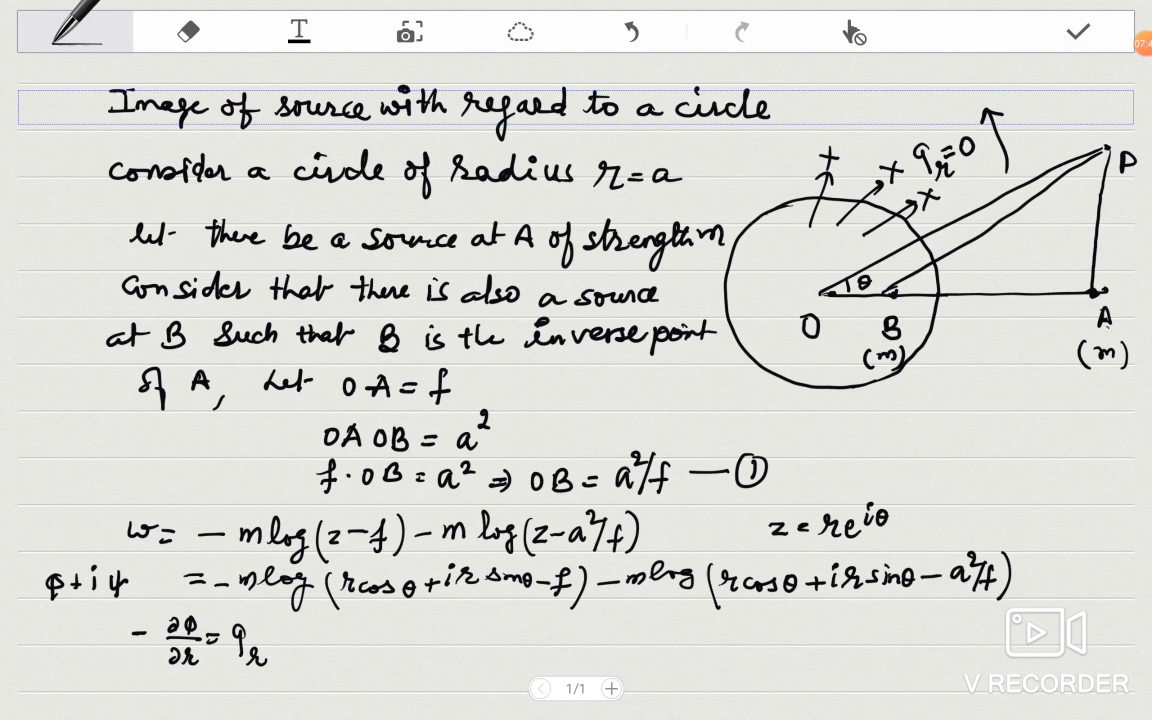 T
07:4
Image of source with regard to a circle
consider a circle of radius r = a
let there be a source at A of strength m
Consider that there is also a source
at B Such that B is the inverse point
of A, Let OA = f
OA OB = a²
f · OB = a² ⇒ OB = a²/f — ①
w = - m log (z - f) - m log (z - a²/f)
z = re^{iθ}
φ + i ψ = - m log (r cos θ + i r sin θ - f) - m log (r cos θ + i r sin θ - a²/f)
- ∂φ/∂r = q_r
q_r = 0
P
θ
O
B
A
(m)
(m)
1/1
V RECORDER